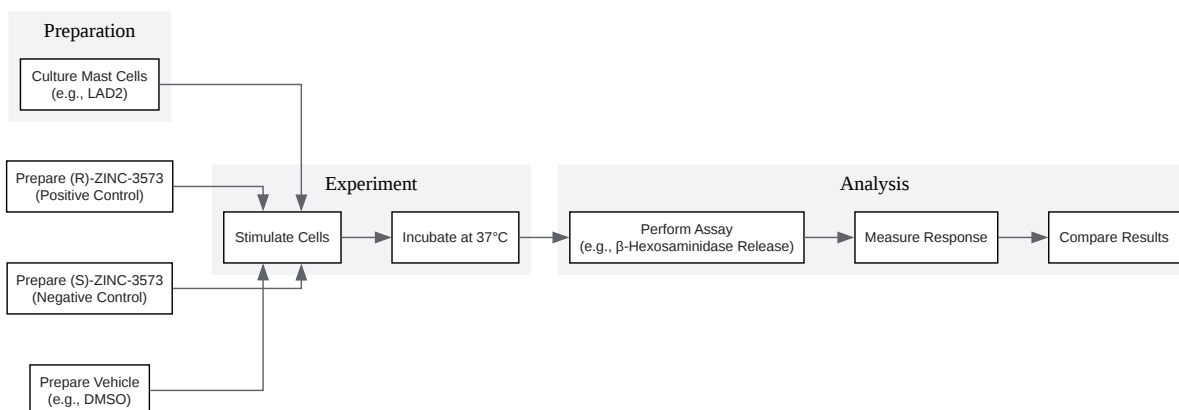 Preparation
Culture Mast Cells
(e.g., LAD2)
Prepare (R)-ZINC-3573
(Positive Control)
Experiment
Analysis
Stimulate Cells
Incubate at 37°C
Perform Assay
(e.g., β-Hexosaminidase Release)
Measure Response
Compare Results
Prepare (S)-ZINC-3573
(Negative Control)
Prepare Vehicle
(e.g., DMSO)